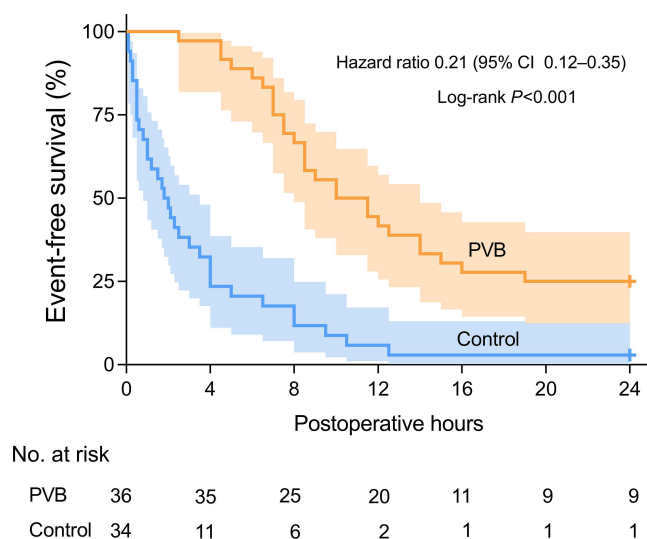 100
75
50
25
0
Event-free survival (%)
Hazard ratio 0.21 (95% CI 0.12–0.35)
Log-rank P<0.001
PVB
Control
0 4 8 12 16 20 24
Postoperative hours
No. at risk
PVB 36 35 25 20 11 9 9
Control 34 11 6 2 1 1 1